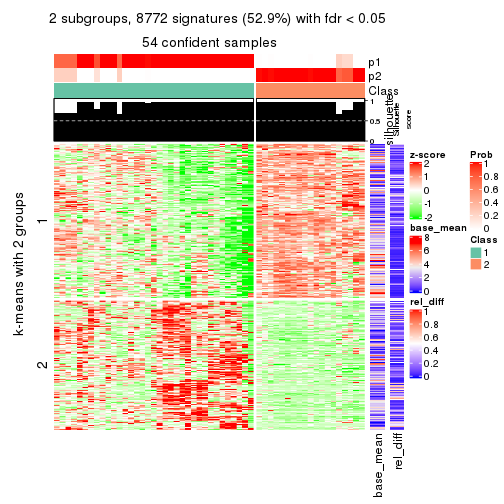 2 subgroups, 8772 signatures (52.9%) with fdr < 0.05
54 confident samples
p1
p2
Class
1
0.5
0
silhouette
Silhouette
score
k-means with 2 groups
1
2
base_mean
rel_diff
z-score
2
1
0
-1
-2
base_mean
8
6
4
2
0
rel_diff
1
0.8
0.6
0.4
0.2
0
Prob
1
0.8
0.6
0.4
0.2
0
Class
1
2